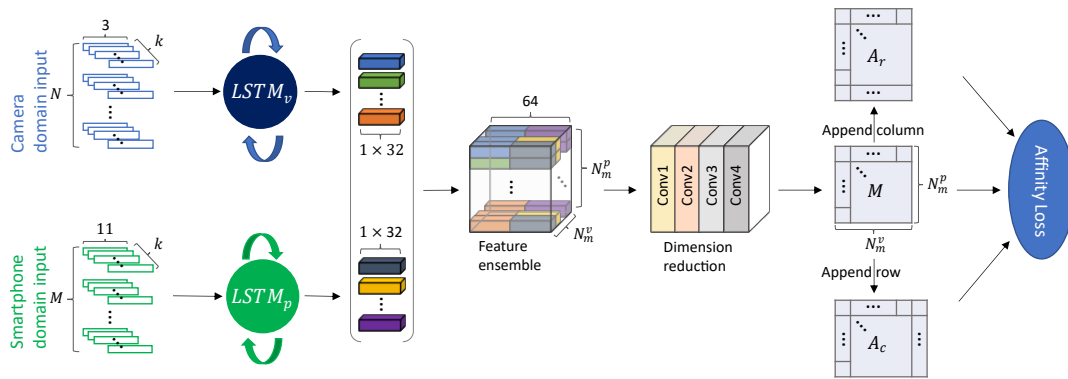 Camera
domain input
3
k
N
LSTM_v
1 × 32
Smartphone
domain input
11
k
M
LSTM_p
1 × 32
64
N_m^p
N_m^v
Feature
ensemble
Conv1
Conv2
Conv3
Conv4
Dimension
reduction
A_r
Append column
M
N_m^p
N_m^v
Append row
A_c
Affinity Loss